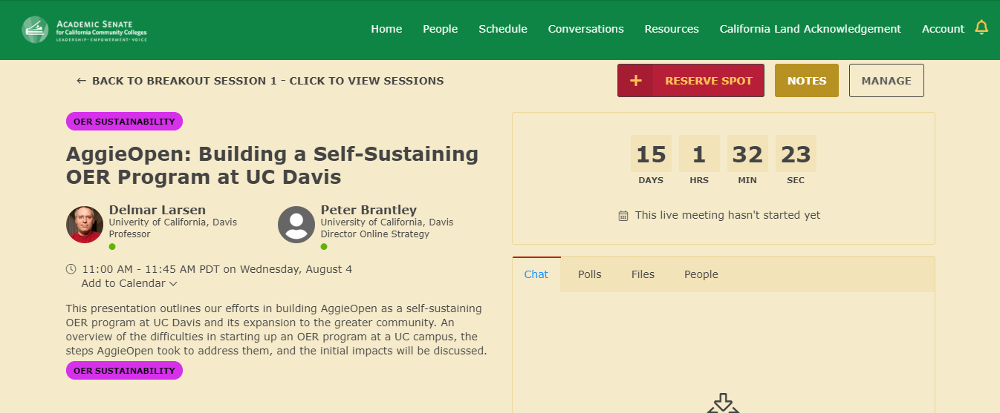 ACADEMIC SENATE
for California Community Colleges
LEADERSHIP • EMPOWERMENT • VOICE
Home People Schedule Conversations Resources California Land Acknowledgement Account
← BACK TO BREAKOUT SESSION 1 - CLICK TO VIEW SESSIONS
+ RESERVE SPOT NOTES MANAGE
OER SUSTAINABILITY
AggieOpen: Building a Self-Sustaining
OER Program at UC Davis
Delmar Larsen
Univerity of California, Davis
Professor
Peter Brantley
University of California, Davis
Director Online Strategy
11:00 AM - 11:45 AM PDT on Wednesday, August 4
Add to Calendar
This presentation outlines our efforts in building AggieOpen as a self-sustaining
OER program at UC Davis and its expansion to the greater community. An
overview of the difficulties in starting up an OER program at a UC campus, the
steps AggieOpen took to address them, and the initial impacts will be discussed.
OER SUSTAINABILITY
15 1 32 23
DAYS HRS MIN SEC
This live meeting hasn't started yet
Chat Polls Files People